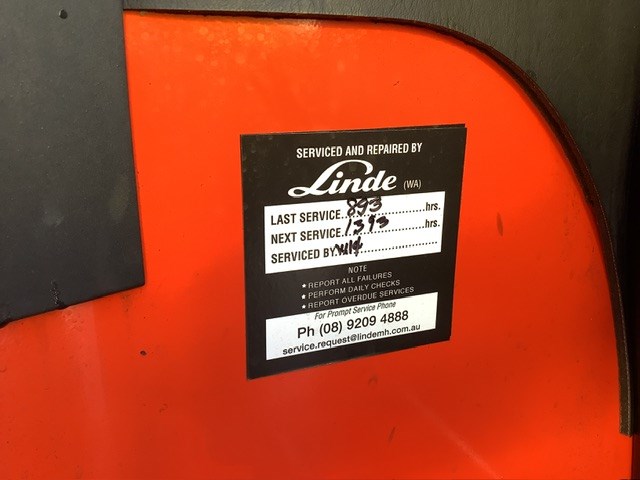 SERVICED AND REPAIRED BY
Linde (WA)
LAST SERVICE.893............hrs.
NEXT SERVICE.1393............hrs.
SERVICED BY
NOTE
★ REPORT ALL FAILURES
★ PERFORM DAILY CHECKS
★ REPORT OVERDUE SERVICES
For Prompt Service Phone
Ph (08) 9209 4888
service.request@lindemh.com.au